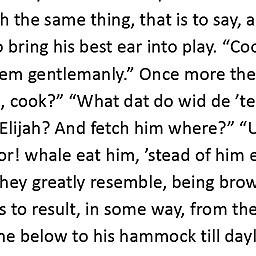 h the same thing, that is to say, a
bring his best ear into play. “Coo
em gentlemanly.” Once more the
, cook?” “What dat do wid de ’te
Elijah? And fetch him where?” “U
or! whale eat him, ’stead of him e
hey greatly resemble, being brow
s to result, in some way, from the
ne below to his hammock till dayl